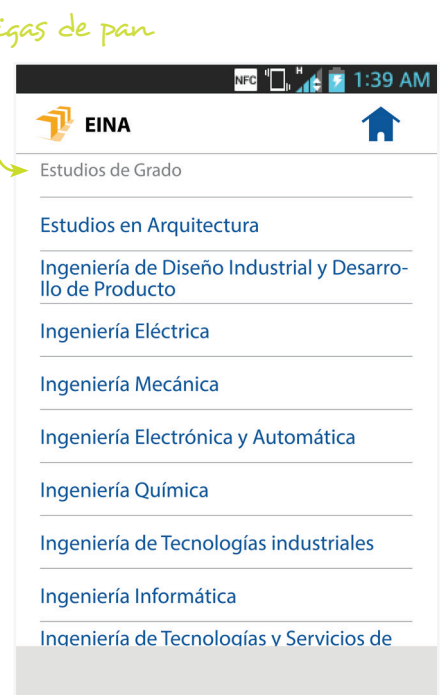 de pan
NFC H 1:39 AM
EINA
Estudios de Grado
Estudios en Arquitectura
Ingeniería de Diseño Industrial y Desarro-
llo de Producto
Ingeniería Eléctrica
Ingeniería Mecánica
Ingeniería Electrónica y Automática
Ingeniería Química
Ingeniería de Tecnologías industriales
Ingeniería Informática
Ingeniería de Tecnologías y Servicios de